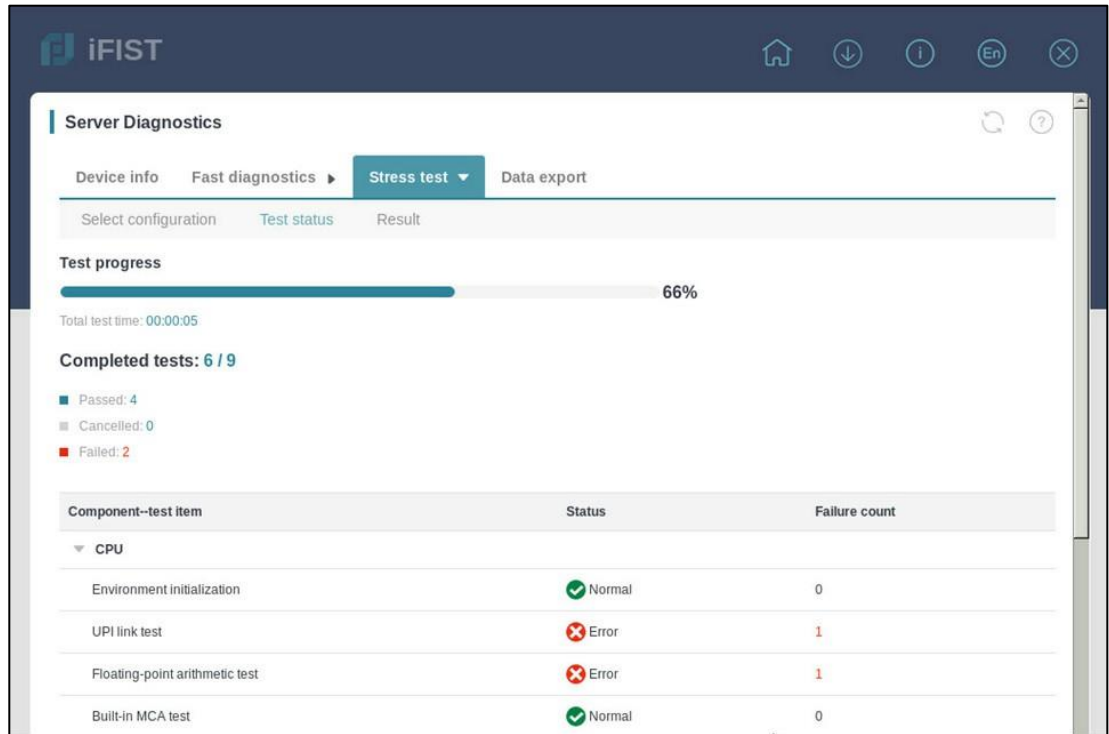 iFIST
En
Server Diagnostics
Device info Fast diagnostics Stress test Data export
Select configuration Test status Result
Test progress
66%
Total test time: 00:00:05
Completed tests: 6 / 9
Passed: 4
Cancelled: 0
Failed: 2
Component--test item Status Failure count
CPU
Environment initialization Normal 0
UPI link test Error 1
Floating-point arithmetic test Error 1
Built-in MCA test Normal 0